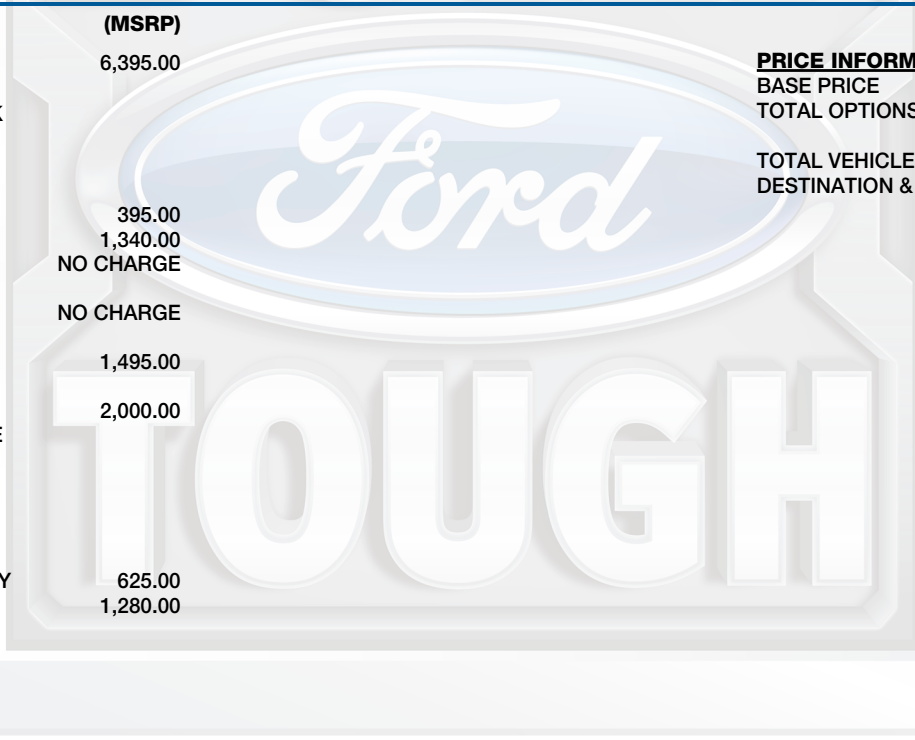 (MSRP)
6,395.00
K
395.00
1,340.00
NO CHARGE
NO CHARGE
1,495.00
2,000.00
E
Y 625.00
1,280.00
PRICE INFORM
BASE PRICE
TOTAL OPTIONS
TOTAL VEHICLE
DESTINATION &
Ford
TOUGH